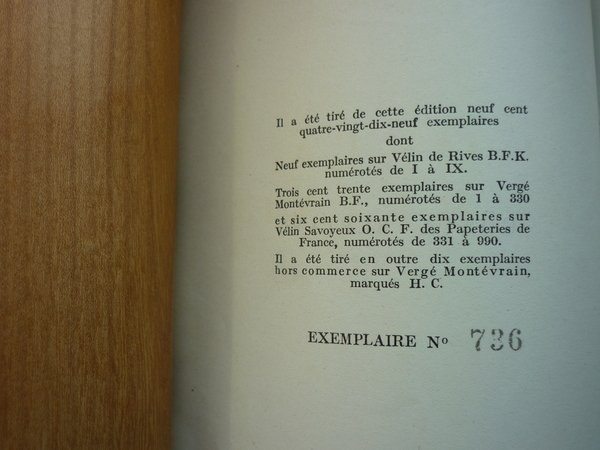 Il a été tiré de cette édition neuf cent
quatre-vingt-dix-neuf exemplaires
dont
Neuf exemplaires sur Vélin de Rives B.F.K.
numérotés de I à IX.
Trois cent trente exemplaires sur Vergé
Montévrain B.F., numérotés de 1 à 330
et six cent soixante exemplaires sur
Vélin Savoyeux O. C. F. des Papeteries de
France, numérotés de 331 à 990.
Il a été tiré en outre dix exemplaires
hors commerce sur Vergé Montévrain,
marqués H. C.
EXEMPLAIRE Nº 736